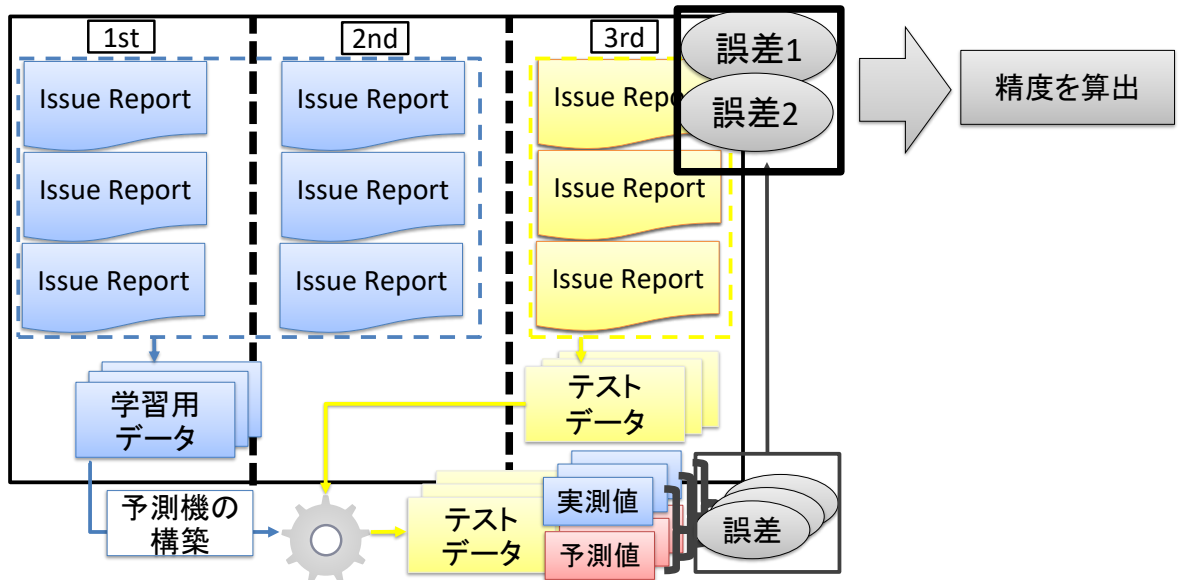 1st
2nd
3rd
誤差1
誤差2
精度を算出
Issue Report
Issue Report
Issue Repo
Issue Report
Issue Report
Issue Report
Issue Report
Issue Report
Issue Report
学習用
データ
テスト
データ
予測機の
構築
テスト
データ
実測値
予測値
誤差